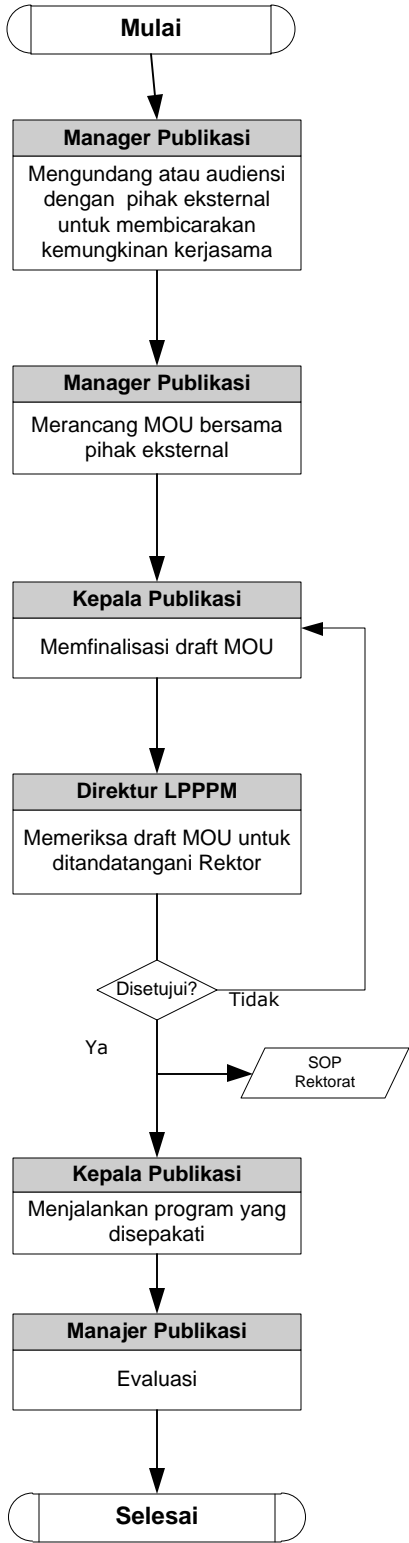 Mulai
Manager Publikasi
Mengundang atau audiensi
dengan pihak eksternal
untuk membicarakan
kemungkinan kerjasama
Manager Publikasi
Merancang MOU bersama
pihak eksternal
Kepala Publikasi
Memfinalisasi draft MOU
Direktur LPPPM
Memeriksa draft MOU untuk
ditandatangani Rektor
Disetujui?
Tidak
Ya
SOP
Rektorat
Kepala Publikasi
Menjalankan program yang
disepakati
Manajer Publikasi
Evaluasi
Selesai